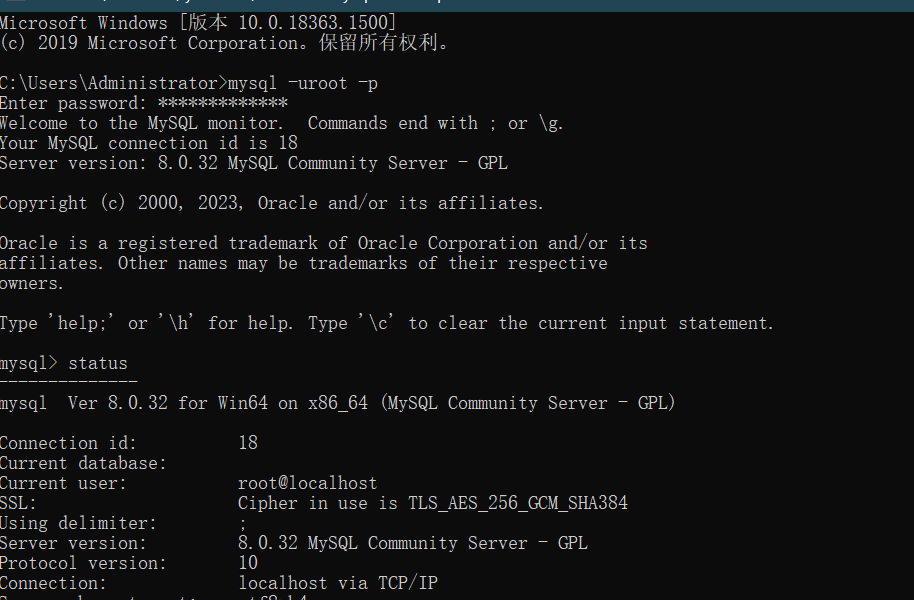 Microsoft Windows [版本 10.0.18363.1500]
(c) 2019 Microsoft Corporation。保留所有权利。
C:\Users\Administrator>mysql -uroot -p
Enter password: *************
Welcome to the MySQL monitor.  Commands end with ; or \g.
Your MySQL connection id is 18
Server version: 8.0.32 MySQL Community Server - GPL
Copyright (c) 2000, 2023, Oracle and/or its affiliates.
Oracle is a registered trademark of Oracle Corporation and/or its
affiliates. Other names may be trademarks of their respective
owners.
Type 'help;' or '\h' for help. Type '\c' to clear the current input statement.
mysql> status
--------------
mysql  Ver 8.0.32 for Win64 on x86_64 (MySQL Community Server - GPL)
Connection id:          18
Current database:
Current user:           root@localhost
SSL:                    Cipher in use is TLS_AES_256_GCM_SHA384
Using delimiter:        ;
Server version:         8.0.32 MySQL Community Server - GPL
Protocol version:       10
Connection:             localhost via TCP/IP